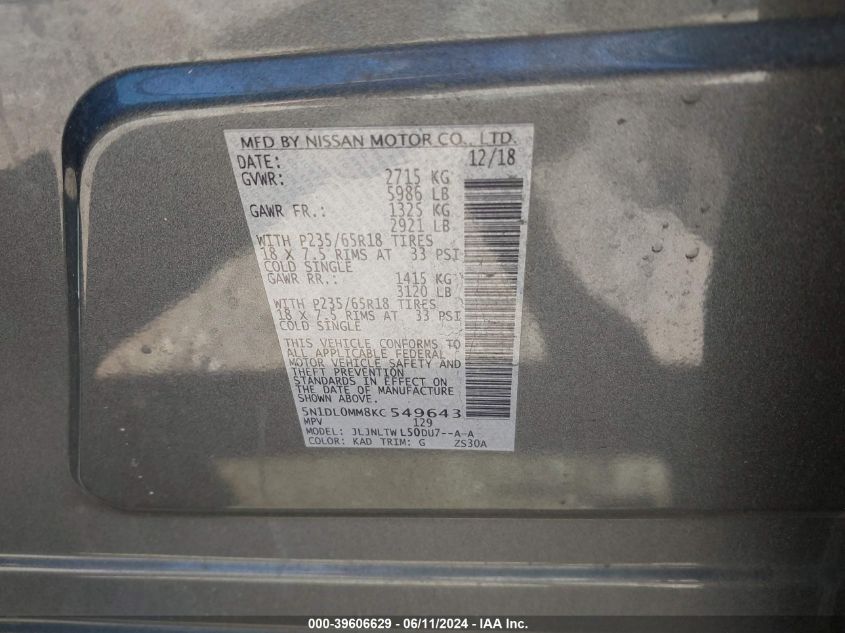 MFD BY NISSAN MOTOR CO., LTD.
DATE: 12/18
GVWR: 2715 KG
5986 LB
GAWR FR.: 1325 KG
2921 LB
WITH P235/65R18 TIRES
18 X 7.5 RIMS AT 33 PSI
COLD SINGLE
GAWR RR.: 1415 KG
3120 LB
WITH P235/65R18 TIRES
18 X 7.5 RIMS AT 33 PSI
COLD SINGLE
THIS VEHICLE CONFORMS TO
ALL APPLICABLE FEDERAL
MOTOR VEHICLE SAFETY AND
THEFT PREVENTION
STANDARDS IN EFFECT ON
THE DATE OF MANUFACTURE
SHOWN ABOVE.
5N1DL0MM8KC549643
MPV 129
MODEL: JLJNLTWL50DU7--A A
COLOR: KAD TRIM: G ZS30A
000-39606629 - 06/11/2024 - IAA Inc.